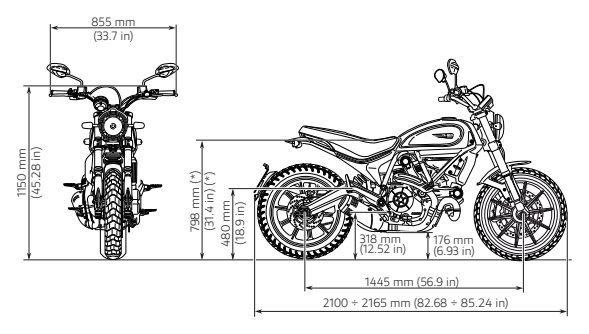 855 mm
(33.7 in)
1150 mm
(45.28 in)
798 mm (*)
(31.4 in) (*)
480 mm
(18.9 in)
318 mm
(12.52 in)
176 mm
(6.93 in)
1445 mm (56.9 in)
2100 ÷ 2165 mm (82.68 ÷ 85.24 in)